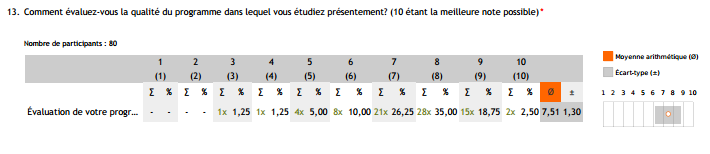 13. Comment évaluez-vous la qualité du programme dans lequel vous étudiez présentement? (10 étant la meilleure note possible)*
Nombre de participants : 80
1 2 3 4 5 6 7 8 9 10
(1) (2) (3) (4) (5) (6) (7) (8) (9) (10)
Σ % Σ % Σ % Σ % Σ % Σ % Σ % Σ % Σ % Σ % Ø ±
Évaluation de votre progr... - - - - 1x 1,25 1x 1,25 4x 5,00 8x 10,00 21x 26,25 28x 35,00 15x 18,75 2x 2,50 7,51 1,30
Moyenne arithmétique (Ø)
Écart-type (±)
1 2 3 4 5 6 7 8 9 10